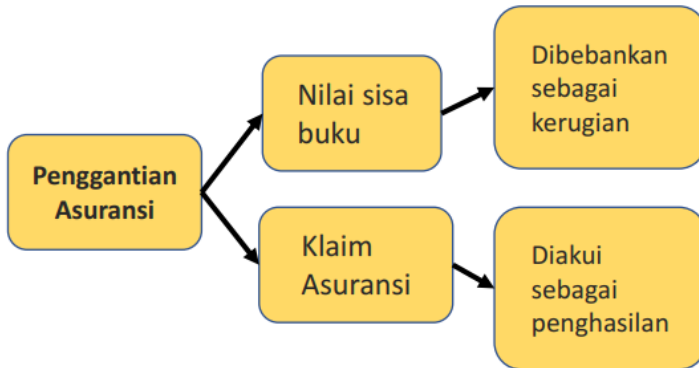 Penggantian
Asuransi
Nilai sisa
buku
Dibebankan
sebagai
kerugian
Klaim
Asuransi
Diakui
sebagai
penghasilan